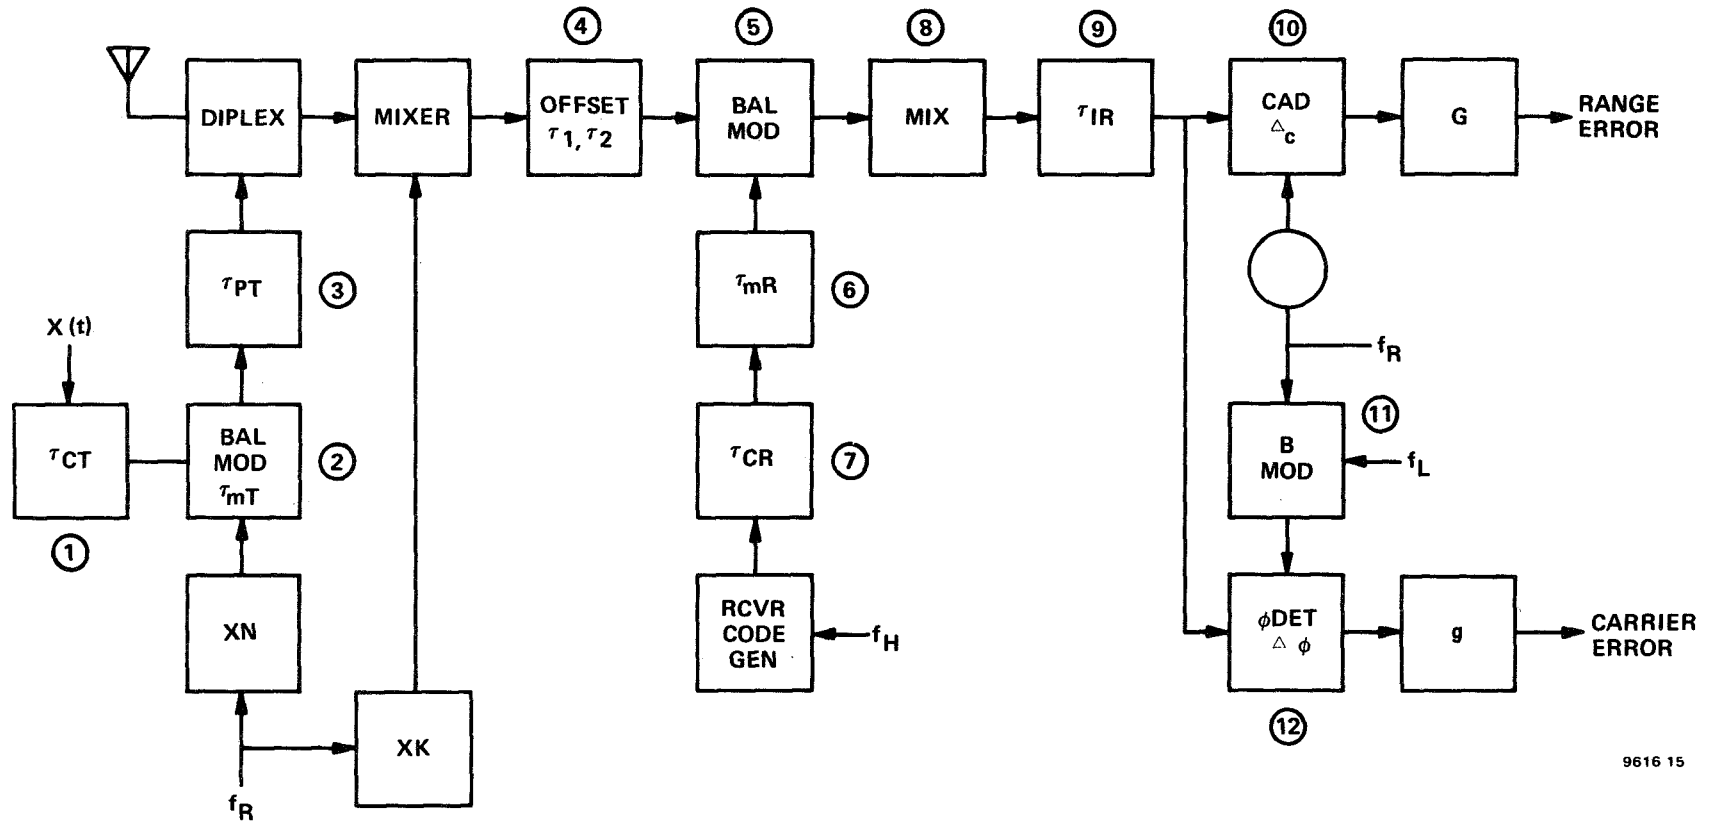 4
5
8
9
10
DIPLEX
MIXER
OFFSET
τ1, τ2
BAL
MOD
MIX
τIR
CAD
△c
G
RANGE
ERROR
τPT
3
τmR
6
X (t)
fR
τCT
BAL
MOD
τmT
2
τCR
7
11
B
MOD
fL
1
XN
RCVR
CODE
GEN
fH
φDET
△ φ
g
CARRIER
ERROR
XK
12
fR
9616 15